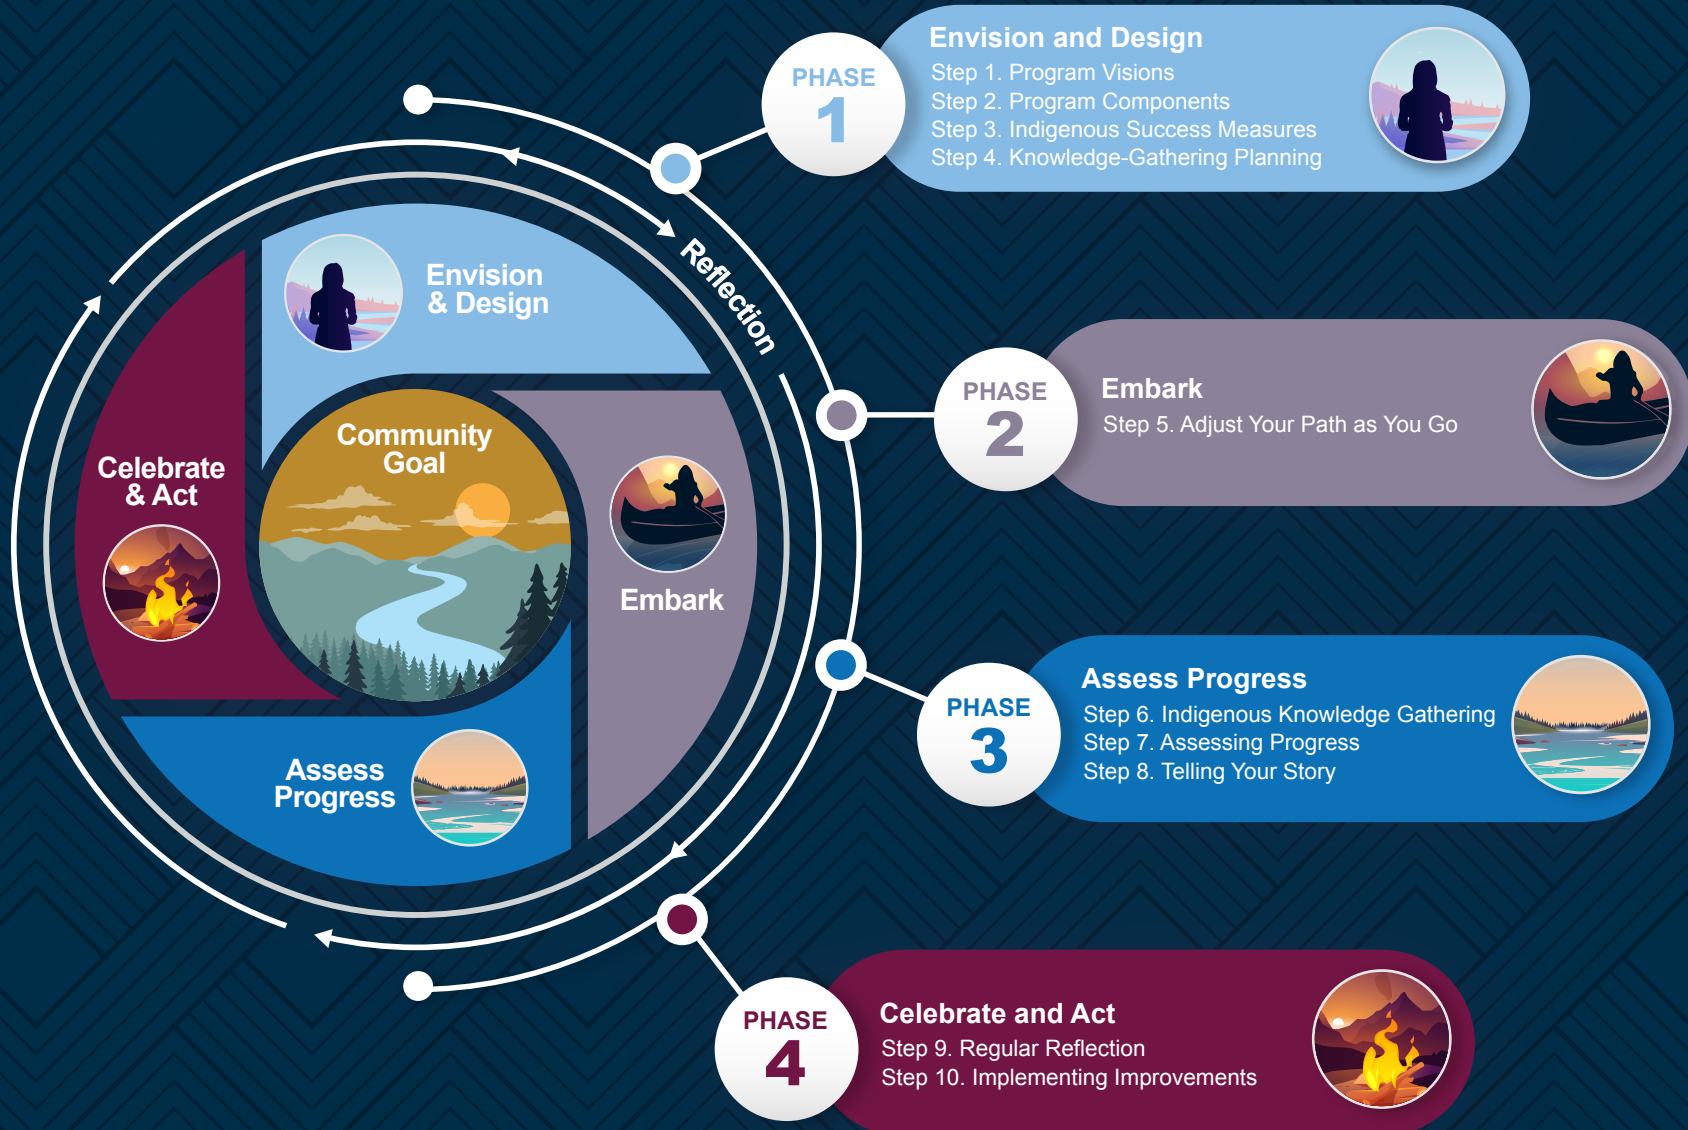 PHASE
1
Envision and Design
Step 1. Program Visions
Step 2. Program Components
Step 3. Indigenous Success Measures
Step 4. Knowledge-Gathering Planning
Reflection
Envision
& Design
Community
Goal
Celebrate
& Act
Embark
Assess
Progress
PHASE
2
Embark
Step 5. Adjust Your Path as You Go
PHASE
3
Assess Progress
Step 6. Indigenous Knowledge Gathering
Step 7. Assessing Progress
Step 8. Telling Your Story
PHASE
4
Celebrate and Act
Step 9. Regular Reflection
Step 10. Implementing Improvements